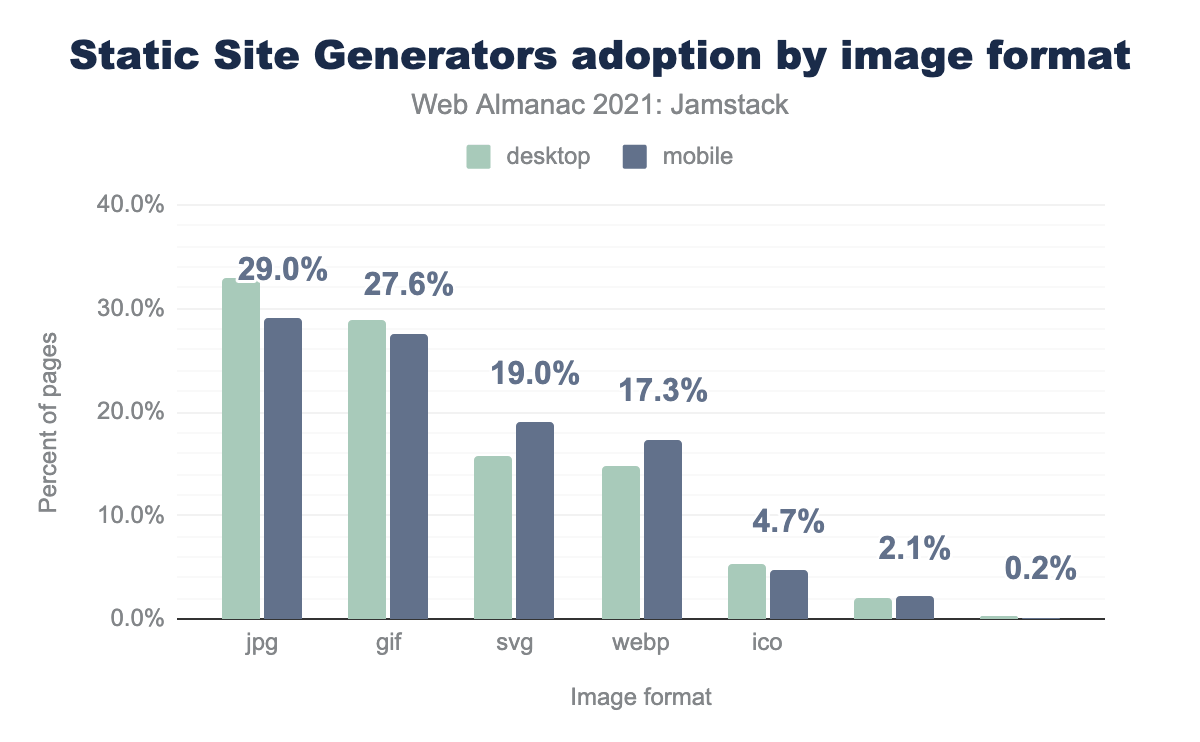 Static Site Generators adoption by image format
Web Almanac 2021: Jamstack
desktop mobile
40.0%
30.0%
20.0%
10.0%
0.0%
Percent of pages
29.0%
27.6%
19.0%
17.3%
4.7%
2.1%
0.2%
jpg gif svg webp ico
Image format